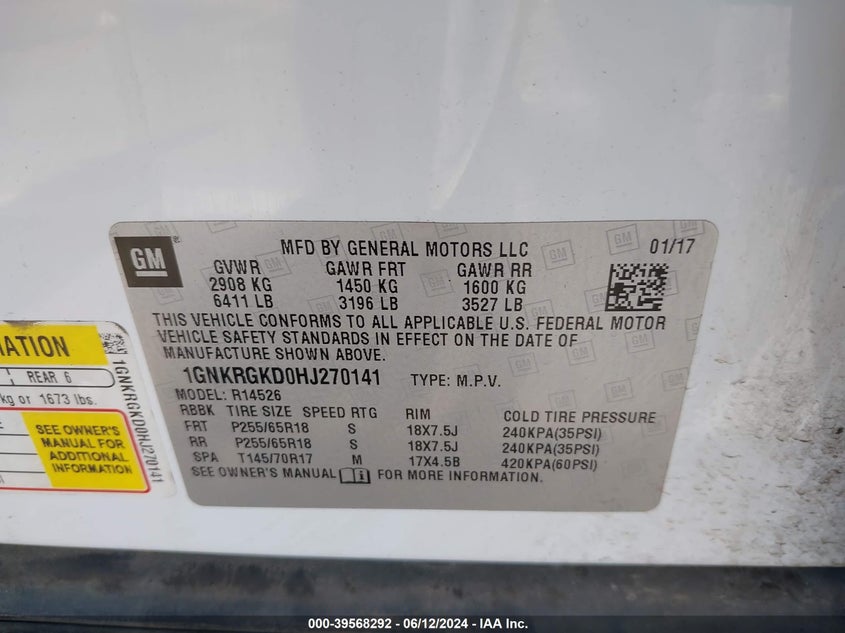 GM
®
MFD BY GENERAL MOTORS LLC 01/17
GVWR GAWR FRT GAWR RR
2908 KG 1450 KG 1600 KG
6411 LB 3196 LB 3527 LB
THIS VEHICLE CONFORMS TO ALL APPLICABLE U.S. FEDERAL MOTOR
VEHICLE SAFETY STANDARDS IN EFFECT ON THE DATE OF
MANUFACTURE SHOWN ABOVE.
1GNKRGKD0HJ270141 TYPE: M.P.V.
MODEL: R14526
RBBK TIRE SIZE SPEED RTG RIM COLD TIRE PRESSURE
FRT P255/65R18 S 18X7.5J 240KPA(35PSI)
RR P255/65R18 S 18X7.5J 240KPA(35PSI)
SPA T145/70R17 M 17X4.5B 420KPA(60PSI)
SEE OWNER'S MANUAL FOR MORE INFORMATION.
MATION
REAR 6
kg or 1673 lbs.
SEE OWNER'S
MANUAL FOR
ADDITIONAL
INFORMATION
1GNKRGKD0HJ270141
000-39568292 - 06/12/2024 - IAA Inc.